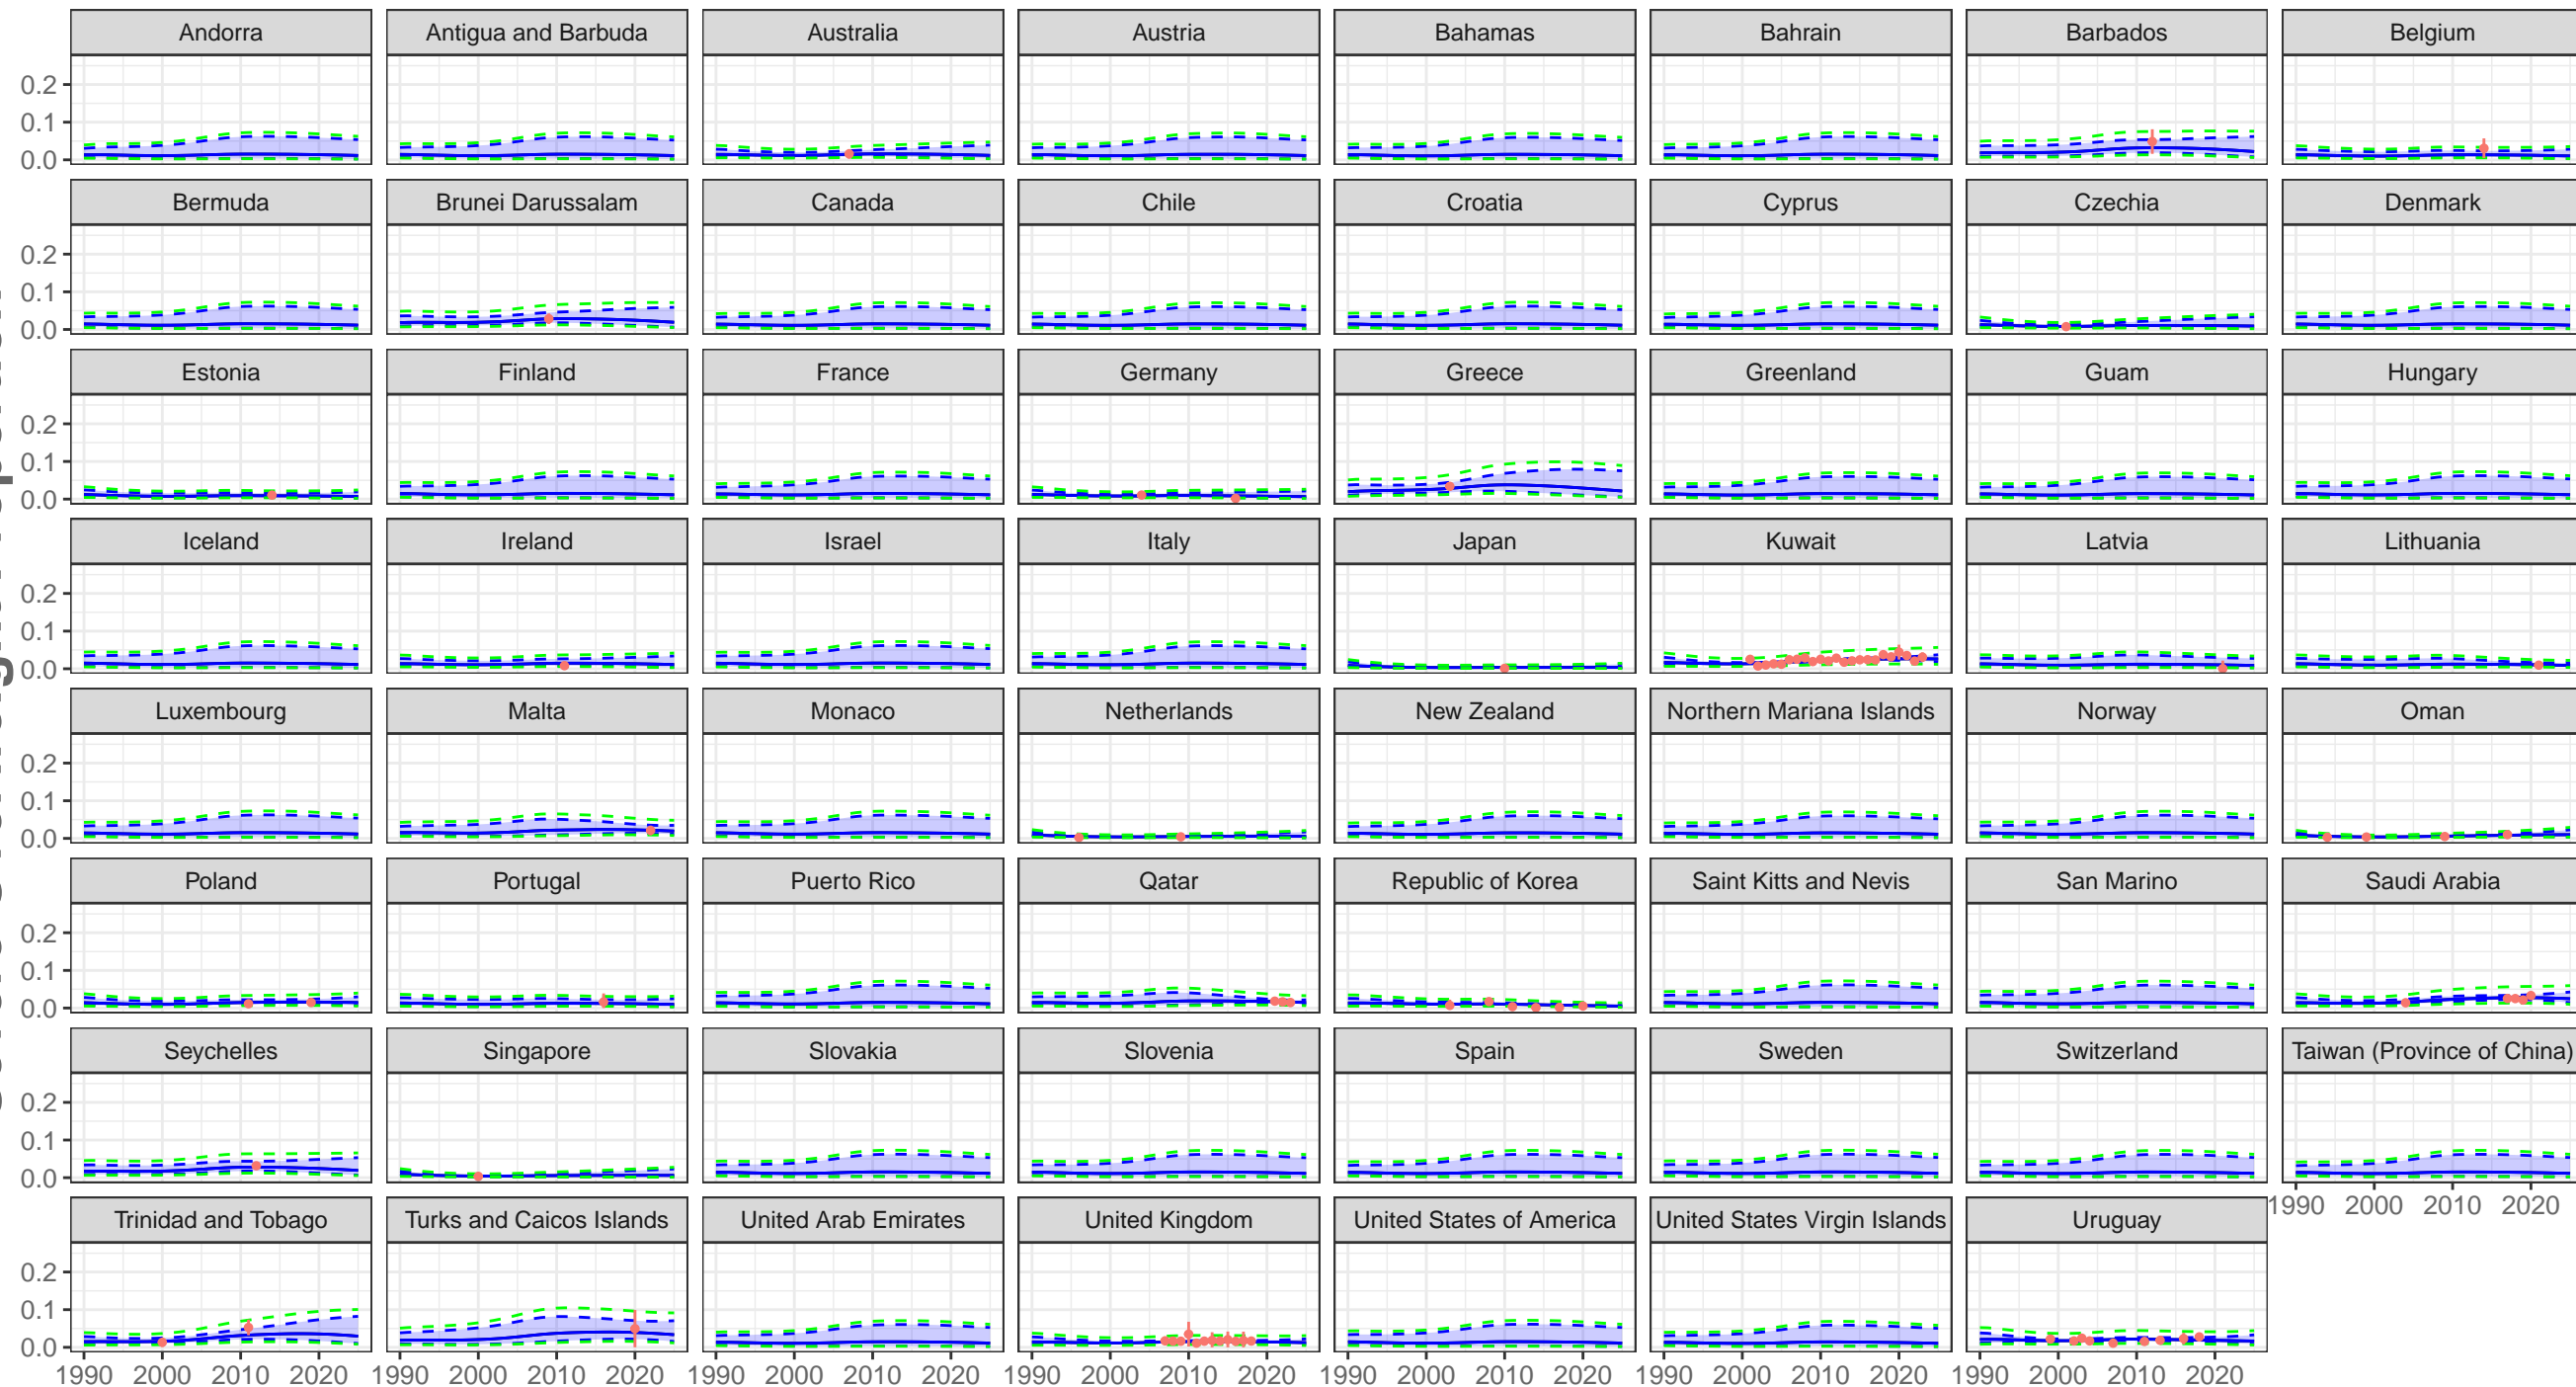 Andorra Antigua and Barbuda Australia Austria Bahamas Bahrain Barbados Belgium
0.2
0.1
0.0
Bermuda Brunei Darussalam Canada Chile Croatia Cyprus Czechia Denmark
0.2
0.1
0.0
Estonia Finland France Germany Greece Greenland Guam Hungary
0.2
0.1
0.0
Iceland Ireland Israel Italy Japan Kuwait Latvia Lithuania
0.2
0.1
0.0
Luxembourg Malta Monaco Netherlands New Zealand Northern Mariana Islands Norway Oman
0.2
0.1
0.0
Poland Portugal Puerto Rico Qatar Republic of Korea Saint Kitts and Nevis San Marino Saudi Arabia
0.2
0.1
0.0
Seychelles Singapore Slovakia Slovenia Spain Sweden Switzerland Taiwan (Province of China)
0.2
0.1
0.0
1990 2000 2010 2020
Trinidad and Tobago Turks and Caicos Islands United Arab Emirates United Kingdom United States of America United States Virgin Islands Uruguay
0.2
0.1
0.0
1990 2000 2010 2020 1990 2000 2010 2020 1990 2000 2010 2020 1990 2000 2010 2020 1990 2000 2010 2020 1990 2000 2010 2020 1990 2000 2010 2020